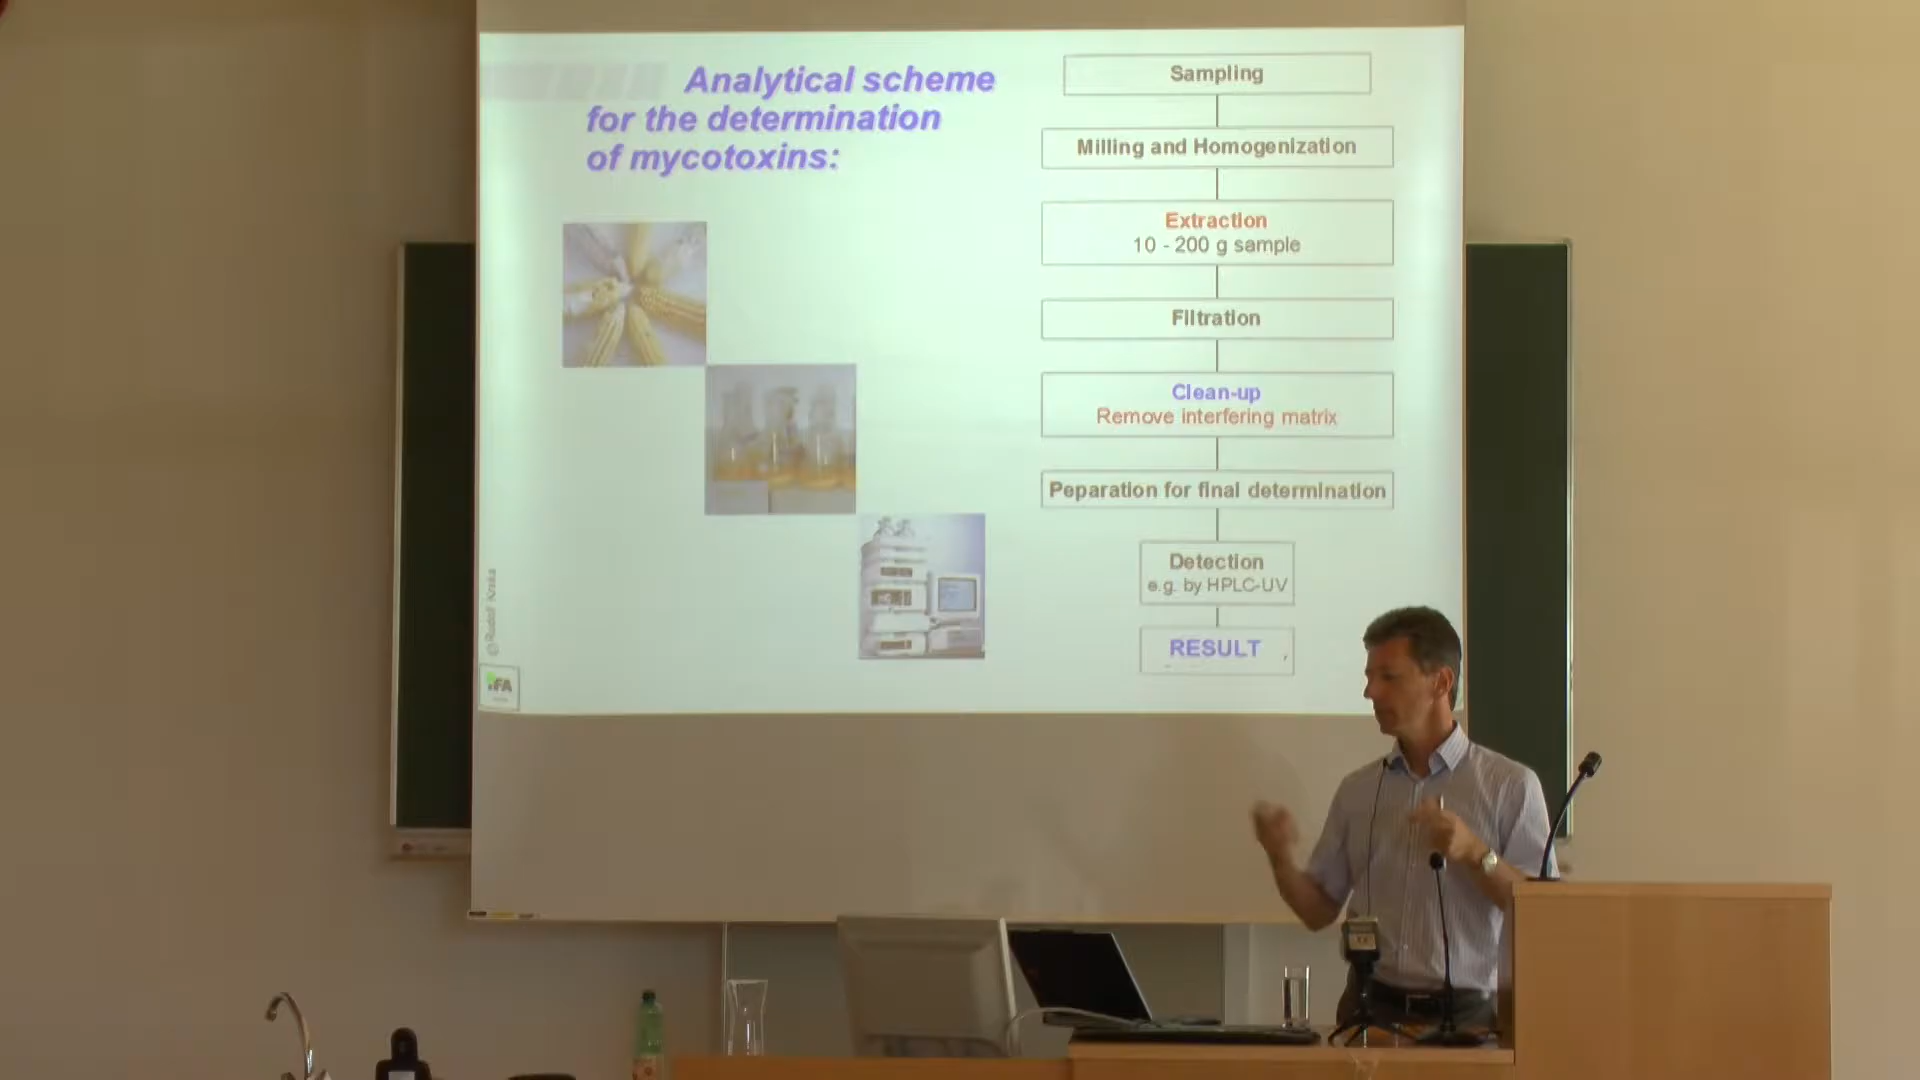 Analytical scheme
for the determination
of mycotoxins:
Sampling
Milling and Homogenization
Extraction
10 - 200 g sample
Filtration
Clean-up
Remove interfering matrix
Peparation for final determination
Detection
e.g. by HPLC-UV
RESULT